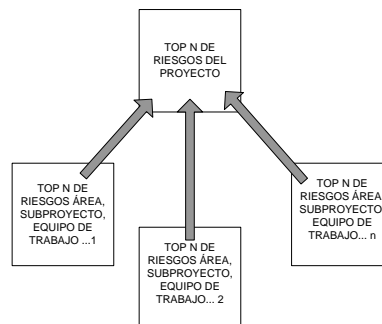 TOP N DE
RIESGOS DEL
PROYECTO
TOP N DE
RIESGOS ÁREA,
SUBPROYECTO,
EQUIPO DE
TRABAJO ...1
TOP N DE
RIESGOS ÁREA,
SUBPROYECTO,
EQUIPO DE
TRABAJO... 2
TOP N DE
RIESGOS ÁREA,
SUBPROYECTO,
EQUIPO DE
TRABAJO... n